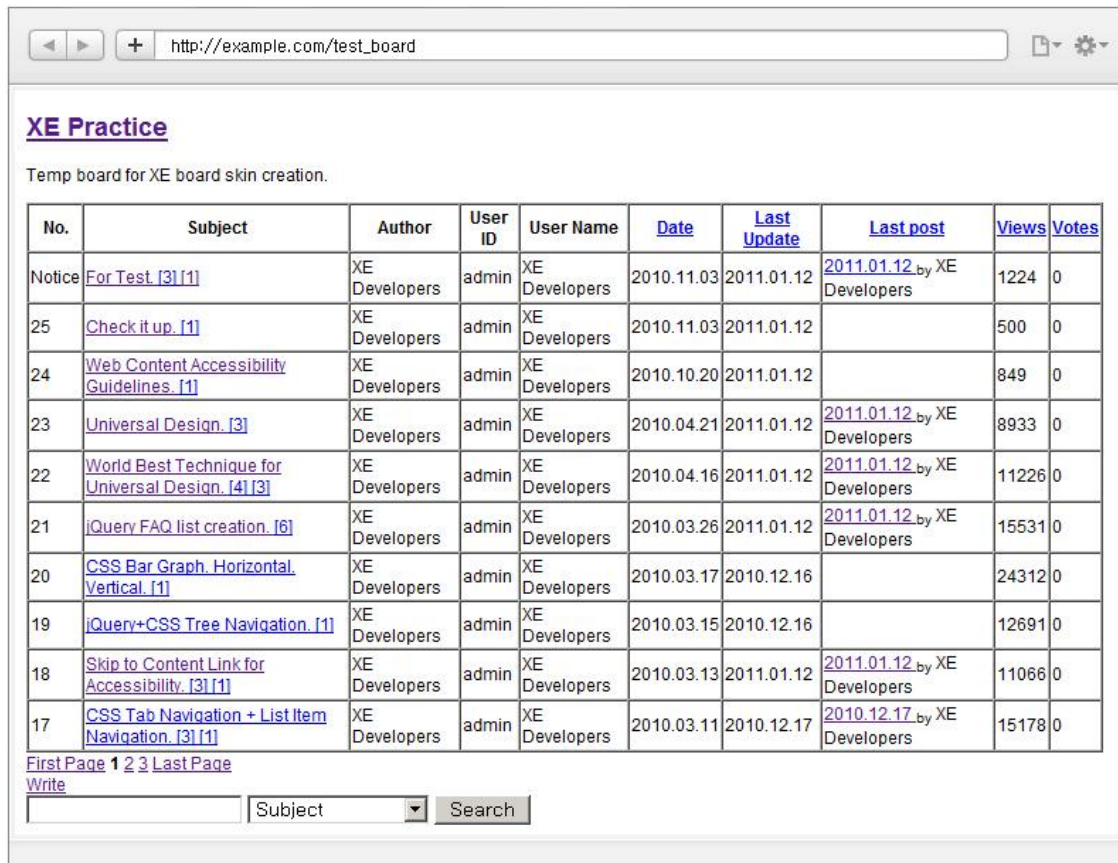 http://example.com/test_board
XE Practice
Temp board for XE board skin creation.
No. Subject Author User ID User Name Date Last Update Last post Views Votes
Notice For Test. [3] [1] XE Developers admin XE Developers 2010.11.03 2011.01.12 2011.01.12 by XE Developers 1224 0
25 Check it up. [1] XE Developers admin XE Developers 2010.11.03 2011.01.12 500 0
24 Web Content Accessibility Guidelines. [1] XE Developers admin XE Developers 2010.10.20 2011.01.12 849 0
23 Universal Design. [3] XE Developers admin XE Developers 2010.04.21 2011.01.12 2011.01.12 by XE Developers 8933 0
22 World Best Technique for Universal Design. [4] [3] XE Developers admin XE Developers 2010.04.16 2011.01.12 2011.01.12 by XE Developers 11226 0
21 jQuery FAQ list creation. [6] XE Developers admin XE Developers 2010.03.26 2011.01.12 2011.01.12 by XE Developers 15531 0
20 CSS Bar Graph. Horizontal. Vertical. [1] XE Developers admin XE Developers 2010.03.17 2010.12.16 24312 0
19 jQuery+CSS Tree Navigation. [1] XE Developers admin XE Developers 2010.03.15 2010.12.16 12691 0
18 Skip to Content Link for Accessibility. [3] [1] XE Developers admin XE Developers 2010.03.13 2011.01.12 2011.01.12 by XE Developers 11066 0
17 CSS Tab Navigation + List Item Navigation. [3] [1] XE Developers admin XE Developers 2010.03.11 2010.12.17 2010.12.17 by XE Developers 15178 0
First Page 1 2 3 Last Page
Write
Subject Search